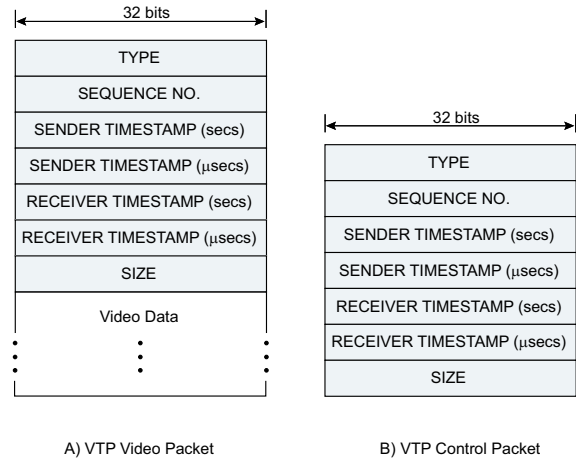 32 bits
TYPE
SEQUENCE NO.
SENDER TIMESTAMP (secs)
SENDER TIMESTAMP (μsecs)
RECEIVER TIMESTAMP (secs)
RECEIVER TIMESTAMP (μsecs)
SIZE
Video Data
A) VTP Video Packet
32 bits
TYPE
SEQUENCE NO.
SENDER TIMESTAMP (secs)
SENDER TIMESTAMP (μsecs)
RECEIVER TIMESTAMP (secs)
RECEIVER TIMESTAMP (μsecs)
SIZE
B) VTP Control Packet